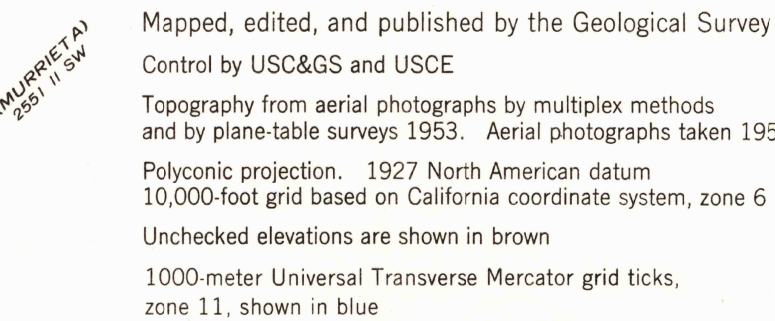 (MURRIETA)
2551 II SW
Mapped, edited, and published by the Geological Survey
Control by USC&GS and USCE
Topography from aerial photographs by multiplex methods
and by plane-table surveys 1953. Aerial photographs taken 195
Polyconic projection. 1927 North American datum
10,000-foot grid based on California coordinate system, zone 6
Unchecked elevations are shown in brown
1000-meter Universal Transverse Mercator grid ticks,
zone 11, shown in blue